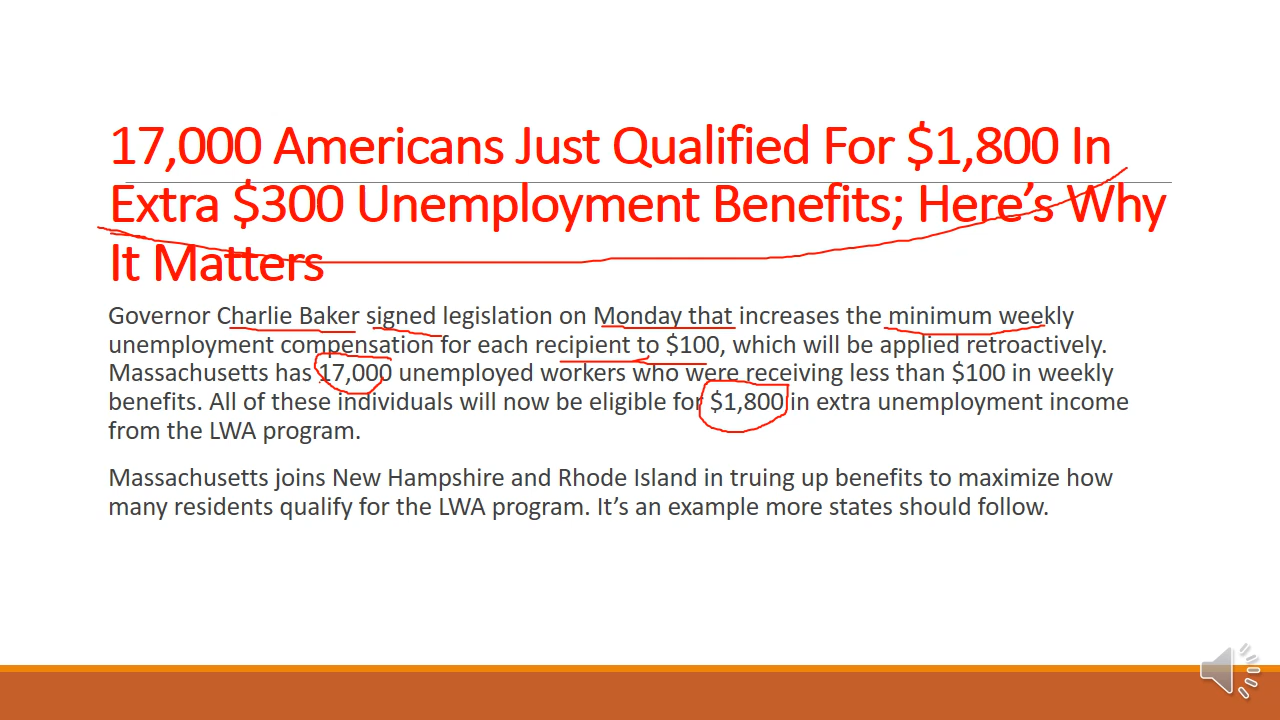 17,000 Americans Just Qualified For $1,800 In
Extra $300 Unemployment Benefits; Here’s Why
It Matters
Governor Charlie Baker signed legislation on Monday that increases the minimum weekly
unemployment compensation for each recipient to $100, which will be applied retroactively.
Massachusetts has 17,000 unemployed workers who were receiving less than $100 in weekly
benefits. All of these individuals will now be eligible for $1,800 in extra unemployment income
from the LWA program.
Massachusetts joins New Hampshire and Rhode Island in truing up benefits to maximize how
many residents qualify for the LWA program. It’s an example more states should follow.